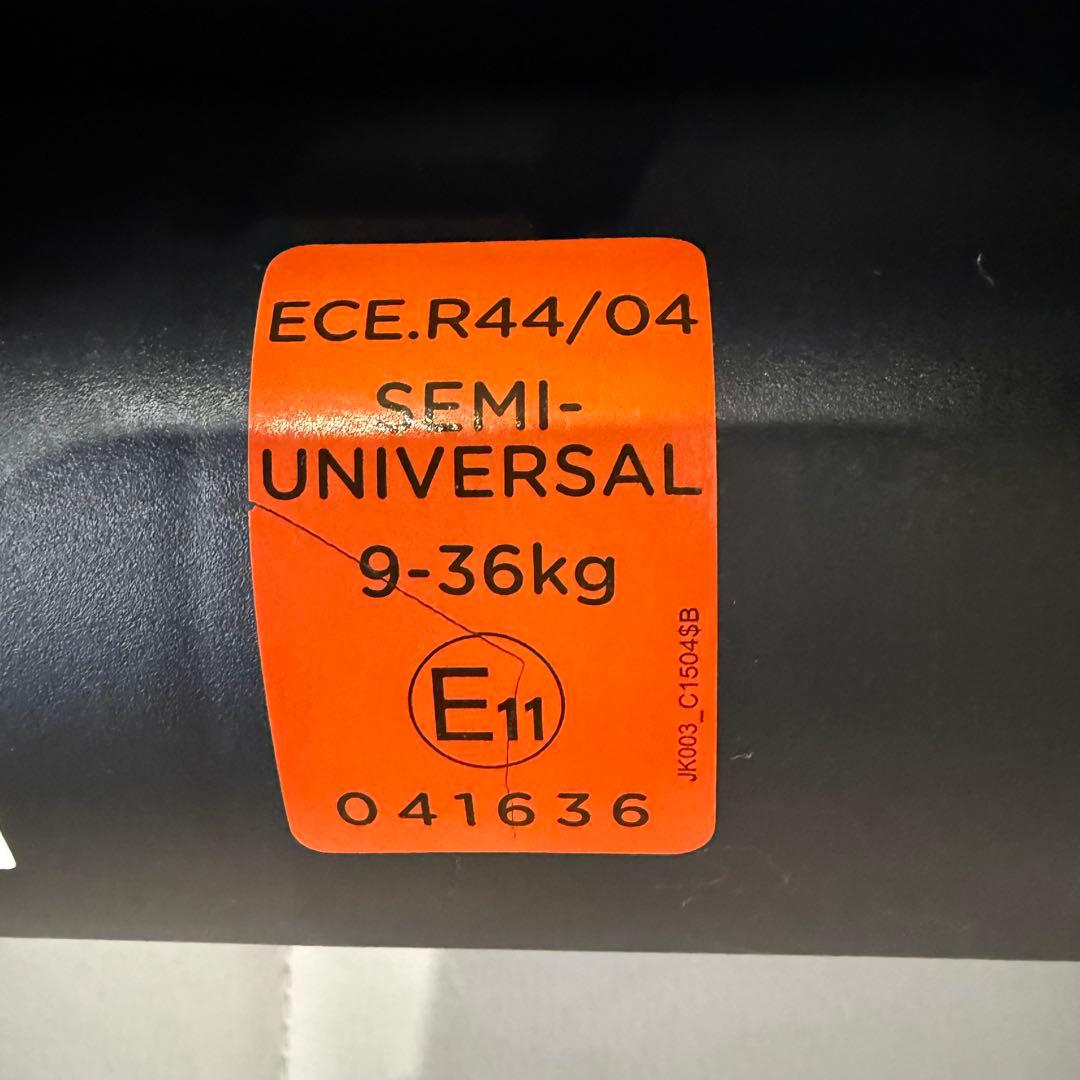 ECE.R44/04
SEMI-
UNIVERSAL
9-36kg
E11
041636
JK003_C1504$B